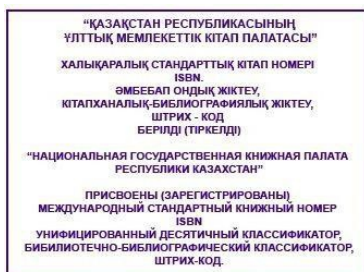 “ҚАЗАҚСТАН РЕСПУБЛИКАСЫНЫҢ
ҰЛТТЫҚ МЕМЛЕКЕТТІК КІТАП ПАЛАТАСЫ”
ХАЛЫҚАРАЛЫҚ СТАНДАРТТЫҚ КІТАП НОМЕРІ
ISBN.
ӘМБЕБАП ОНДЫҚ ЖІКТЕУ,
КІТАПХАНАЛЫҚ-БИБЛИОГРАФИЯЛЫҚ ЖІКТЕУ,
ШТРИХ - КОД
БЕРІЛДІ (ТІРКЕЛДІ)
“НАЦИОНАЛЬНАЯ ГОСУДАРСТВЕННАЯ КНИЖНАЯ ПАЛАТА
РЕСПУБЛИКИ КАЗАХСТАН”
ПРИСВОЕНЫ (ЗАРЕГИСТРИРОВАНЫ)
МЕЖДУНАРОДНЫЙ СТАНДАРТНЫЙ КНИЖНЫЙ НОМЕР
ISBN
УНИФИЦИРОВАННЫЙ ДЕСЯТИЧНЫЙ КЛАССИФИКАТОР,
БИБИЛИОТЕЧНО-БИБЛИОГРАФИЧЕСКИЙ КЛАССИФИКАТОР,
ШТРИХ-КОД.